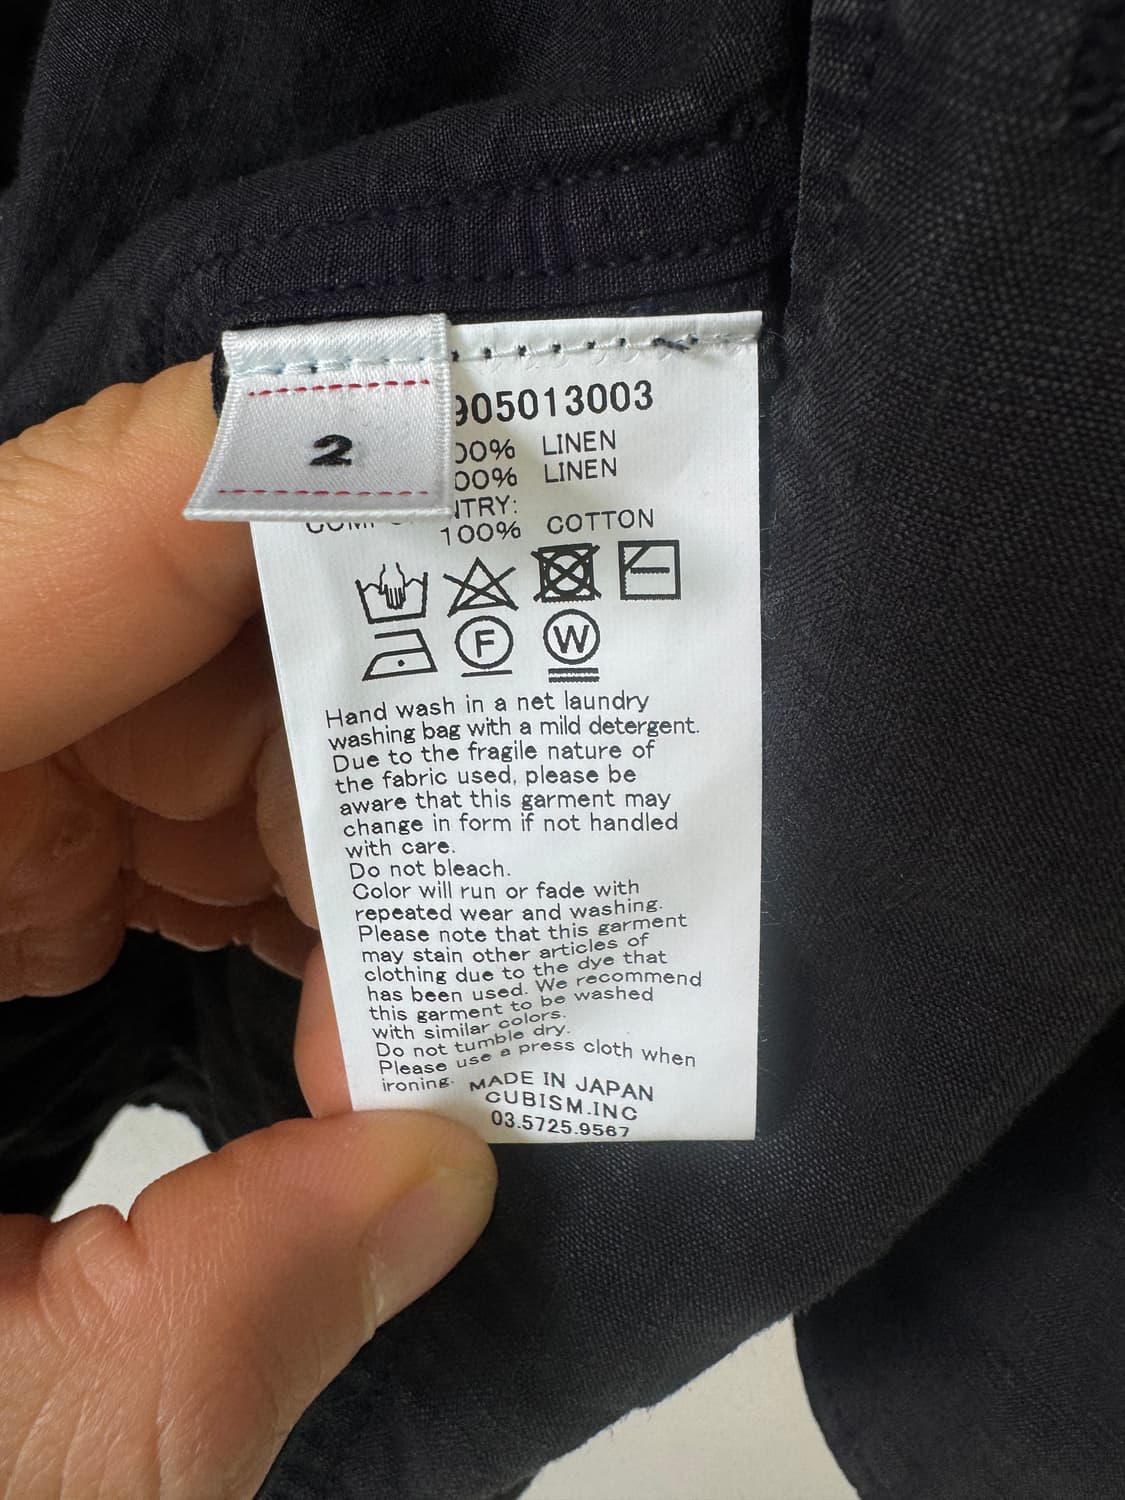 2
905013003
00% LINEN
00% LINEN
NTRY:
100% COTTON
F
W
Hand wash in a net laundry
washing bag with a mild detergent.
Due to the fragile nature of
the fabric used, please be
aware that this garment may
change in form if not handled
with care.
Do not bleach.
Color will run or fade with
repeated wear and washing.
Please note that this garment
may stain other articles of
clothing due to the dye that
has been used. We recommend
this garment to be washed
with similar colors.
Do not tumble dry.
Please use a press cloth when
ironing.
MADE IN JAPAN
CUBISM.INC
03.5725.9567